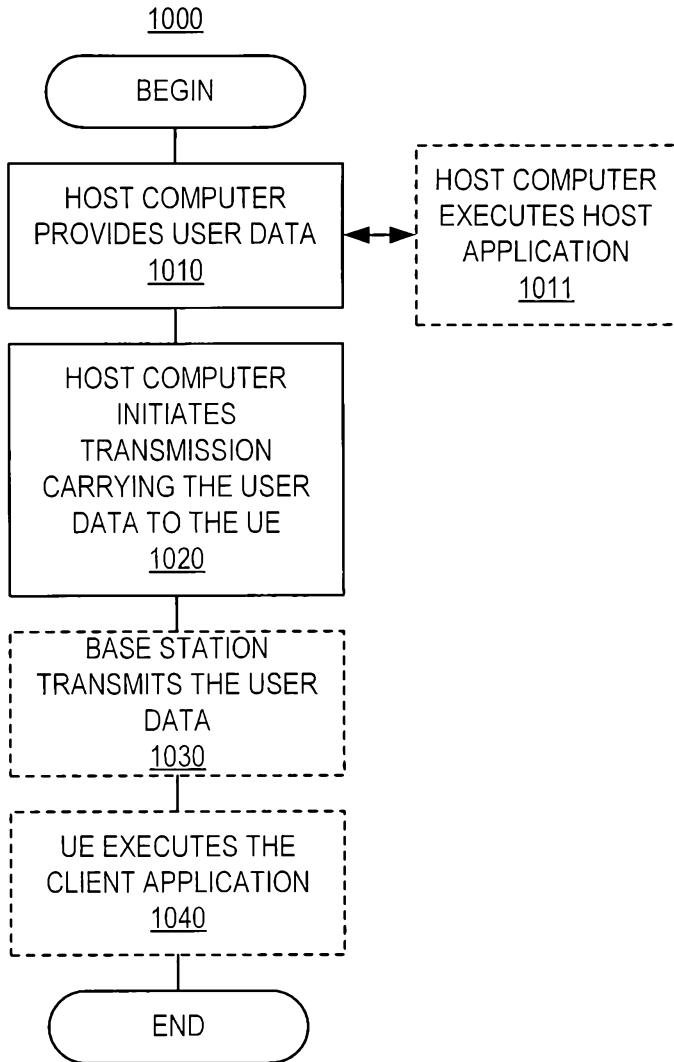 1000
BEGIN
HOST COMPUTER
PROVIDES USER DATA
1010
HOST COMPUTER
EXECUTES HOST
APPLICATION
1011
HOST COMPUTER
INITIATES
TRANSMISSION
CARRYING THE USER
DATA TO THE UE
1020
BASE STATION
TRANSMITS THE USER
DATA
1030
UE EXECUTES THE
CLIENT APPLICATION
1040
END